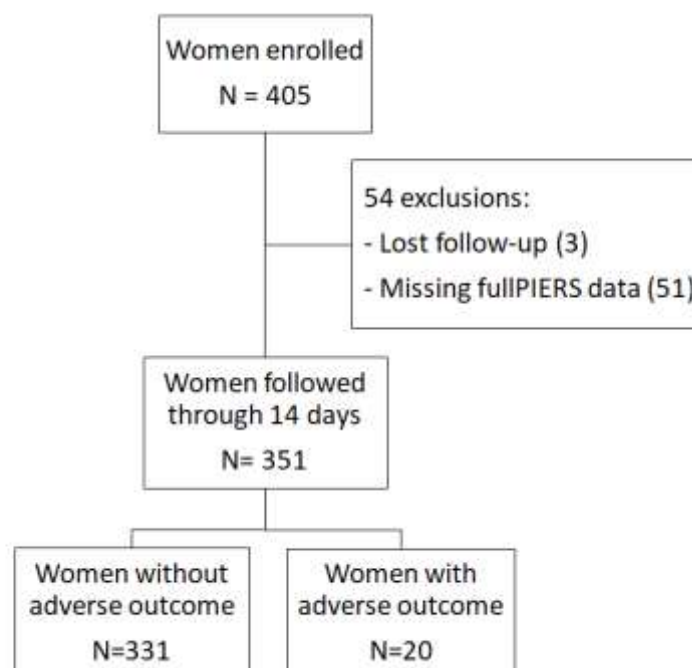 Women enrolled
N = 405
54 exclusions:
- Lost follow-up (3)
- Missing fullPIERS data (51)
Women followed
through 14 days
N= 351
Women without
adverse outcome
N=331
Women with
adverse outcome
N=20